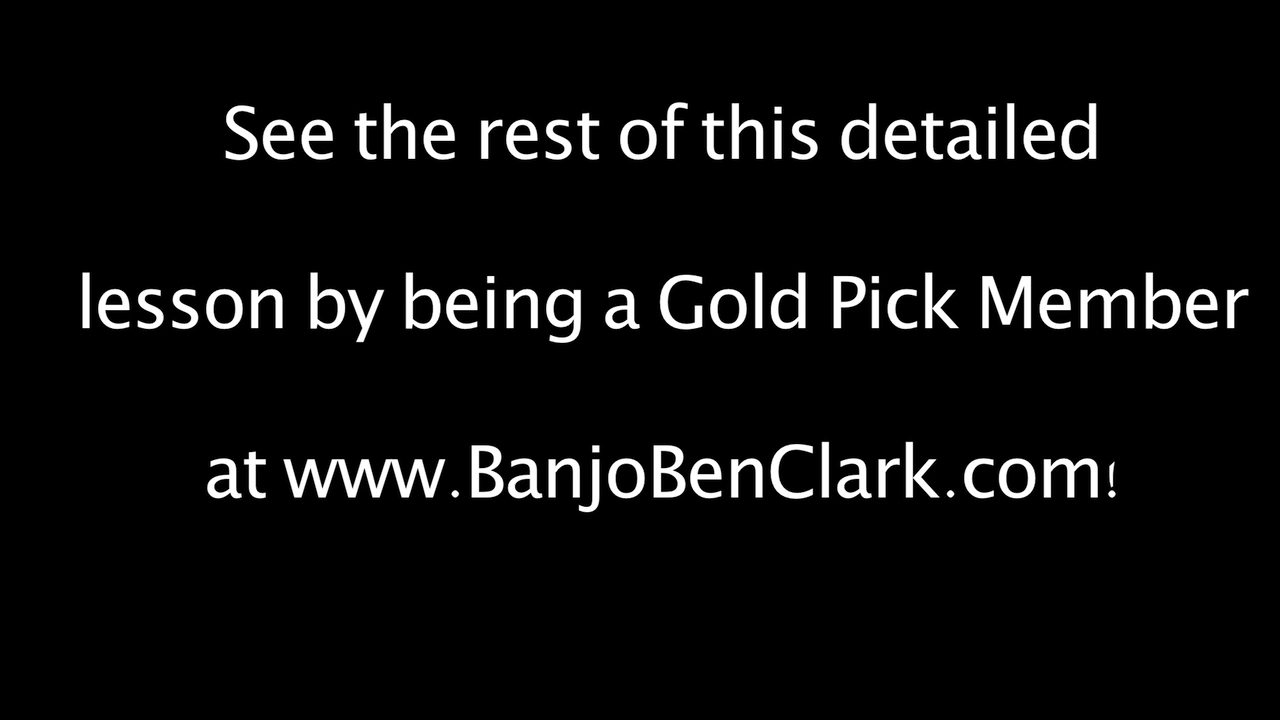 See the rest of this detailed
lesson by being a Gold Pick Member
at www.BanjoBenClark.com!